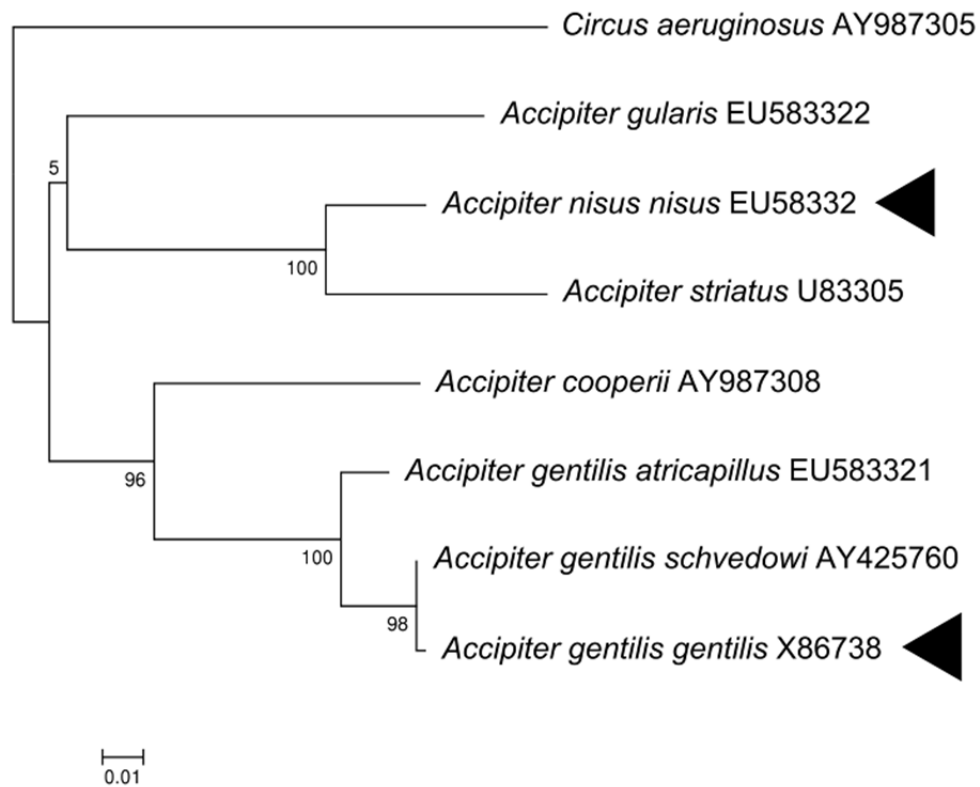 Circus aeruginosus AY987305
Accipiter gularis EU583322
5
Accipiter nisus nisus EU58332
100
Accipiter striatus U83305
Accipiter cooperii AY987308
96
Accipiter gentilis atricapillus EU583321
100
Accipiter gentilis schvedowi AY425760
98
Accipiter gentilis gentilis X86738
0.01